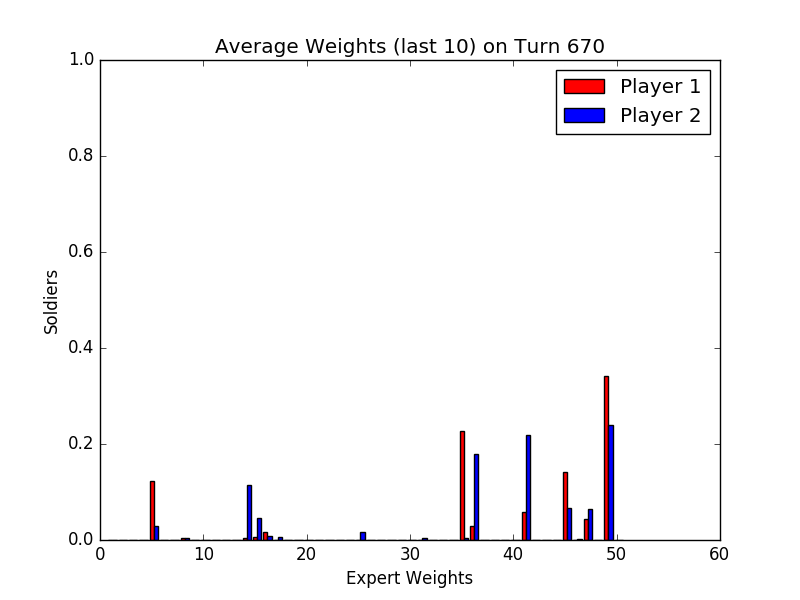 Average Weights (last 10) on Turn 670
1.0
Player 1
Player 2
0.8
0.6
Soldiers
0.4
0.2
0.0
0 10 20 30 40 50 60
Expert Weights